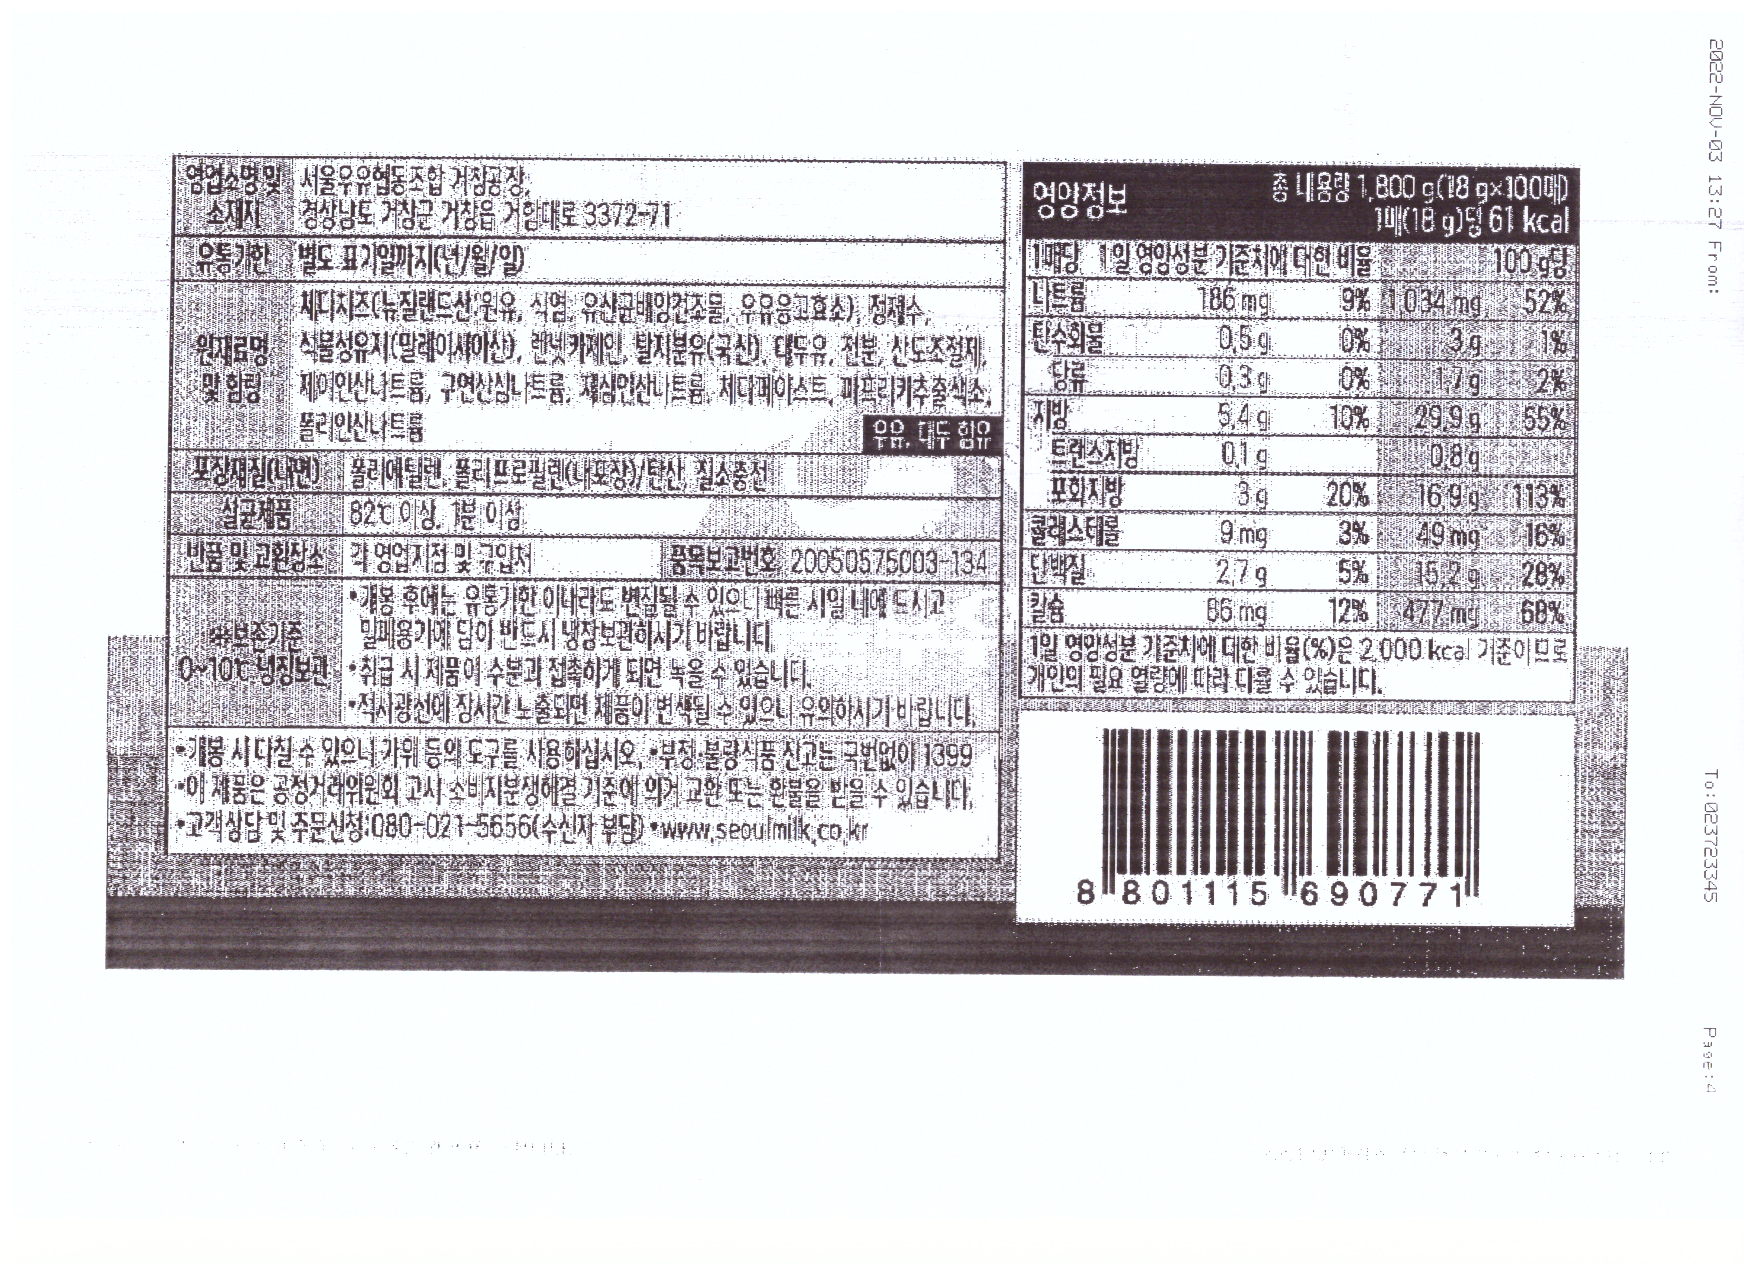 영업소명 및 소재지
서울우유협동조합 거창공장,
경상남도 거창군 거창읍 거함대로 3372-71
유통기한 별도 표기일까지(년/월/일)
원재료명 및 함량
체다치즈(뉴질랜드산:원유, 식염, 유산균배양건조물, 우유응고효소), 정제수,
식물성유지(말레이시아산), 렌넷카제인, 탈지분유(국산), 대두유, 전분, 산도조절제,
제이인산나트륨, 구연산삼나트륨, 제삼인산나트륨, 체다페이스트, 파프리카추출색소,
폴리인산나트륨
우유, 대두 함유
포장재질(내면) 폴리에틸렌, 폴리프로필렌(내포장)/탄산, 질소충전
살균제품 82℃ 이상, 1분 이상
반품 및 교환장소 각 영업지점 및 구입처 품목보고번호 20050575003-134
※보존기준
0~10℃ 냉장보관
•개봉 후에는 유통기한 이내라도 변질될 수 있으니 빠른 시일 내에 드시고
밀폐용기에 담아 반드시 냉장보관하시기 바랍니다
•취급 시 제품이 수분과 접촉하게 되면 녹을 수 있습니다.
•직사광선에 장시간 노출되면 제품이 변색될 수 있으니 유의하시기 바랍니다.
•개봉 시 다칠 수 있으니 가위 등의 도구를 사용하십시오. •부정·불량식품 신고는 국번없이 1399
•이 제품은 공정거래위원회 고시 소비자분쟁해결 기준에 의거 교환 또는 환불을 받을 수 있습니다.
•고객상담 및 주문신청:080-021-5656(수신자 부담) •www.seoulmilk.co.kr
영양정보
총 내용량 1,800 g(18 g×100매)
1매(18 g)당 61 kcal
1매당 1일 영양성분 기준치에 대한 비율 100 g당
나트륨 186 mg 9% 1,034 mg 52%
탄수화물 0.5 g 0% 3 g 1%
당류 0.3 g 0% 1.7 g 2%
지방 5.4 g 10% 29.9 g 55%
트랜스지방 0.1 g 0.8 g
포화지방 3 g 20% 16.9 g 113%
콜레스테롤 9 mg 3% 49 mg 16%
단백질 2.7 g 5% 15.2 g 28%
칼슘 86 mg 12% 477 mg 68%
1일 영양성분 기준치에 대한 비율(%)은 2,000 kcal 기준이므로
개인의 필요 열량에 따라 다를 수 있습니다.
8 801115 690771
2022-NOV-03 13:27 From:
To:023723345
Page:4